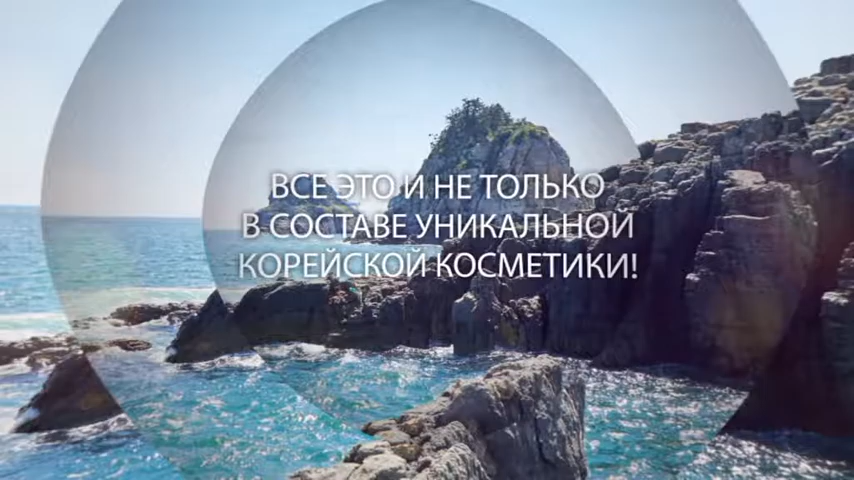 ВСЕ ЭТО И НЕ ТОЛЬКО
В СОСТАВЕ УНИКАЛЬНОЙ
КОРЕЙСКОЙ КОСМЕТИКИ!